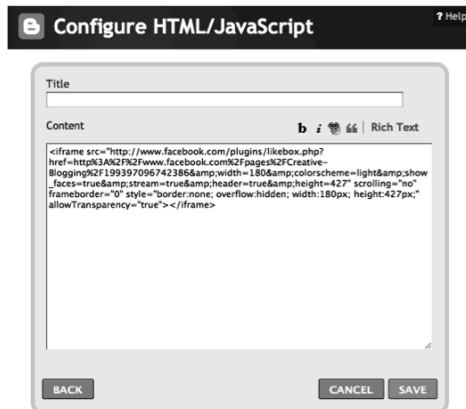 Configure HTML/JavaScript
? Help
Title
Content
b i Rich Text
<iframe src="http://www.facebook.com/plugins/likebox.php?
href=http%3A%2F%2Fwww.facebook.com%2Fpages%2FCreative-
Blogging%2F199397096742386&amp;width=180&amp;colorscheme=light&amp;show
_faces=true&amp;stream=true&amp;header=true&amp;height=427" scrolling="no"
frameborder="0" style="border:none; overflow:hidden; width:180px; height:427px;"
allowTransparency="true"></iframe>
BACK
CANCEL
SAVE